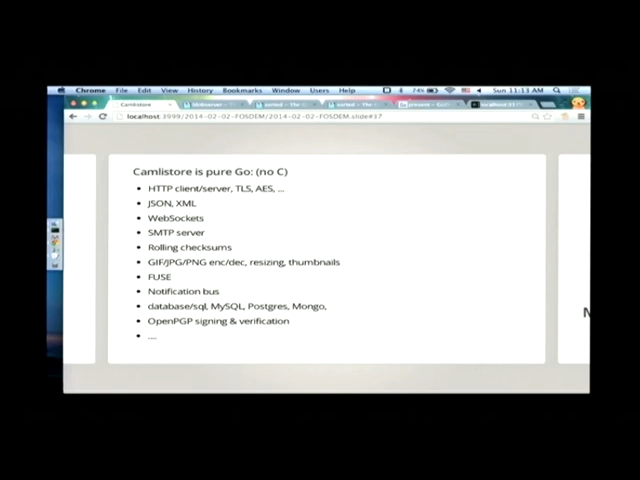 Chrome File Edit View History Bookmarks Window Users Help 74% Sun 11:13 AM
Camlistore
localhost:3999/2014-02-02-FOSDEM/2014-02-02-FOSDEM.slide#37
Camlistore is pure Go: (no C)
• HTTP client/server, TLS, AES, ...
• JSON, XML
• WebSockets
• SMTP server
• Rolling checksums
• GIF/JPG/PNG enc/dec, resizing, thumbnails
• FUSE
• Notification bus
• database/sql, MySQL, Postgres, Mongo,
• OpenPGP signing & verification
• ....